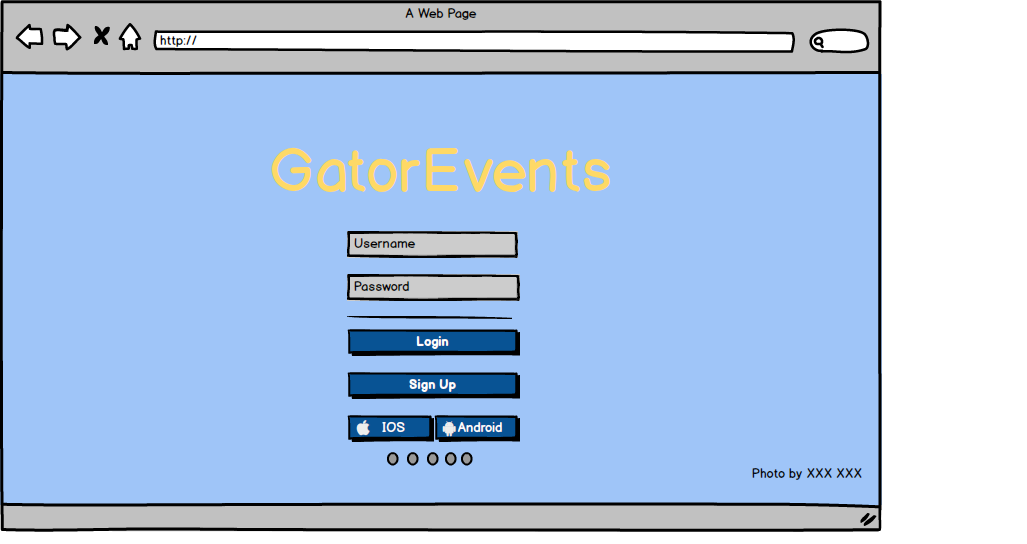 A Web Page
http://
GatorEvents
Username
Password
Login
Sign Up
IOS Android
Photo by XXX XXX